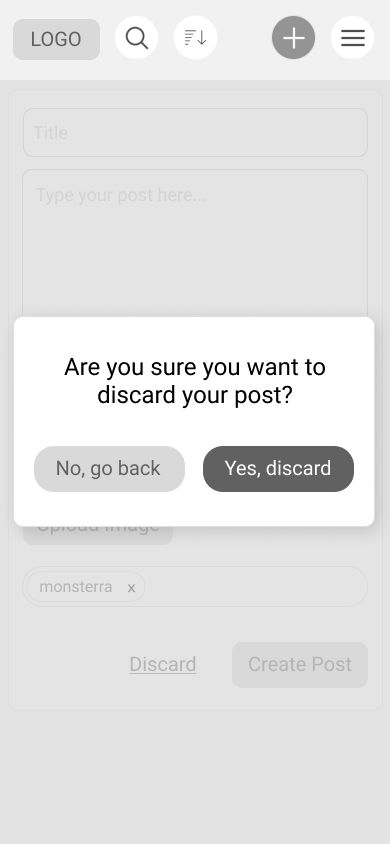 LOGO
Title
Type your post here...
Are you sure you want to
discard your post?
No, go back
Yes, discard
Upload Image
monsterra x
Discard
Create Post